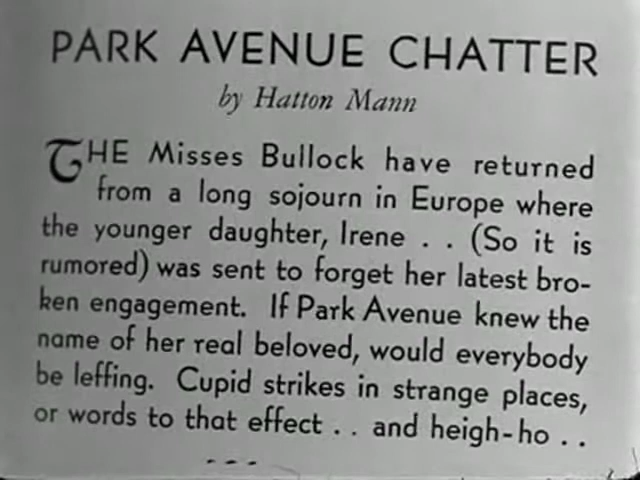 PARK AVENUE CHATTER
by Hatton Mann
THE Misses Bullock have returned
from a long sojourn in Europe where
the younger daughter, Irene . . (So it is
rumored) was sent to forget her latest bro-
ken engagement. If Park Avenue knew the
name of her real beloved, would everybody
be leffing. Cupid strikes in strange places,
or words to that effect . . and heigh-ho . .
- - -